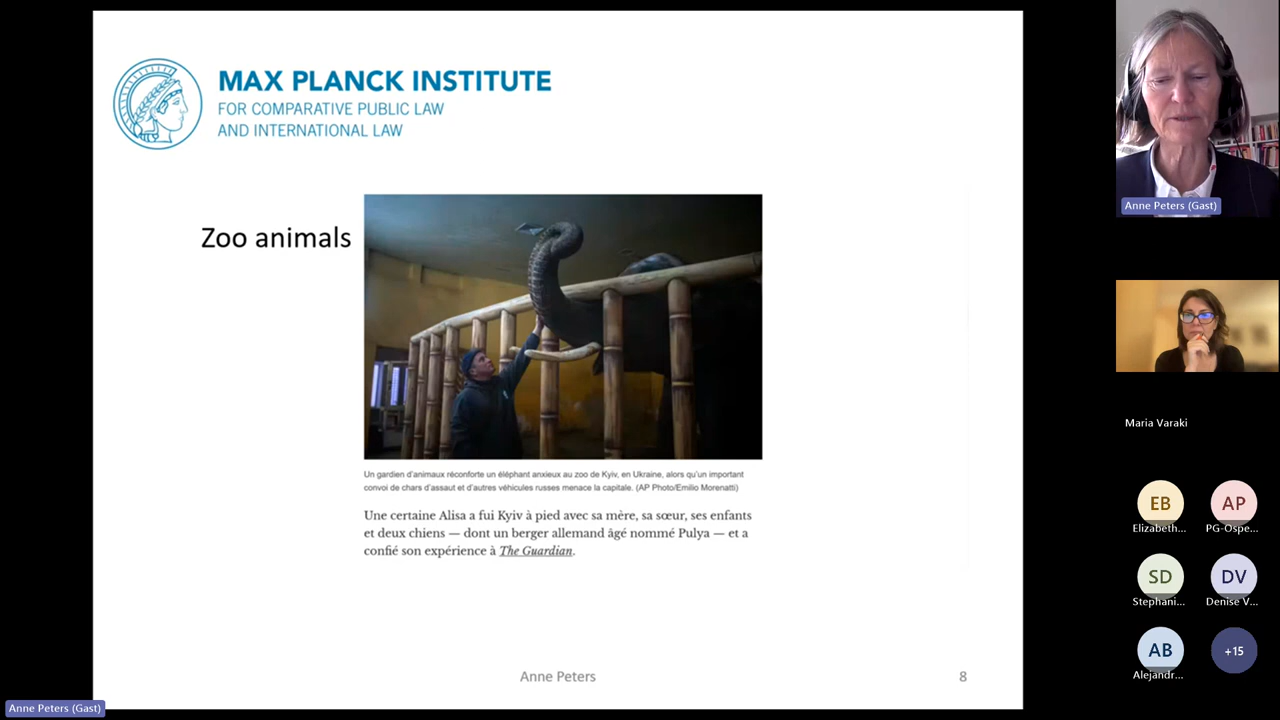 MAX PLANCK INSTITUTE
FOR COMPARATIVE PUBLIC LAW
AND INTERNATIONAL LAW
Zoo animals
Un gardien d'animaux réconforte un éléphant anxieux au zoo de Kyiv, en Ukraine, alors qu'un important
convoi de chars d'assaut et d'autres véhicules russes menace la capitale. (AP Photo/Emilio Morenatti)
Une certaine Alisa a fui Kyiv à pied avec sa mère, sa sœur, ses enfants
et deux chiens — dont un berger allemand âgé nommé Pulya — et a
confié son expérience à The Guardian.
Anne Peters
8
Anne Peters (Gast)
Anne Peters (Gast)
Maria Varaki
EB
Elizabeth...
AP
PG-Ospe...
SD
Stephani...
DV
Denise V...
AB
Alejandr...
+15